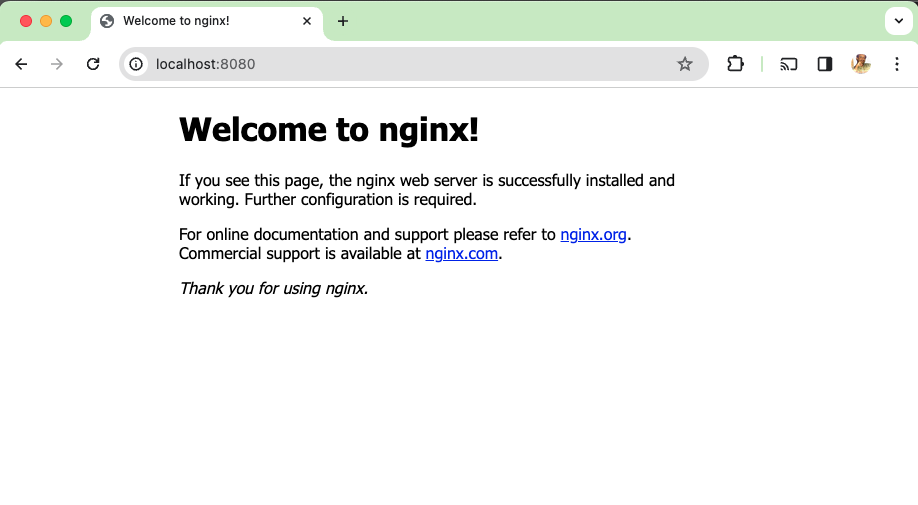 Welcome to nginx!
localhost:8080
Welcome to nginx!
If you see this page, the nginx web server is successfully installed and
working. Further configuration is required.
For online documentation and support please refer to nginx.org.
Commercial support is available at nginx.com.
Thank you for using nginx.